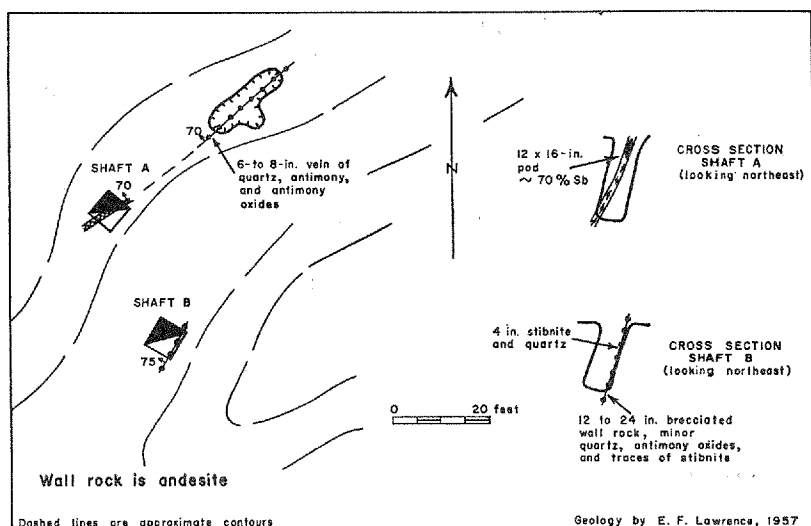 70
6-to 8-in. vein of
quartz, antimony,
and antimony
oxides
SHAFT A
70
SHAFT B
75
N
12 x 16-in.
pod
~ 70 % Sb
CROSS SECTION
SHAFT A
(looking northeast)
4 in. stibnite
and quartz
CROSS SECTION
SHAFT B
(looking northeast)
12 to 24 in. brecciated
wall rock, minor
quartz, antimony oxides,
and traces of stibnite
0 20 feet
Wall rock is andesite
Dashed lines are approximate contours
Geology by E. F. Lawrence, 1957